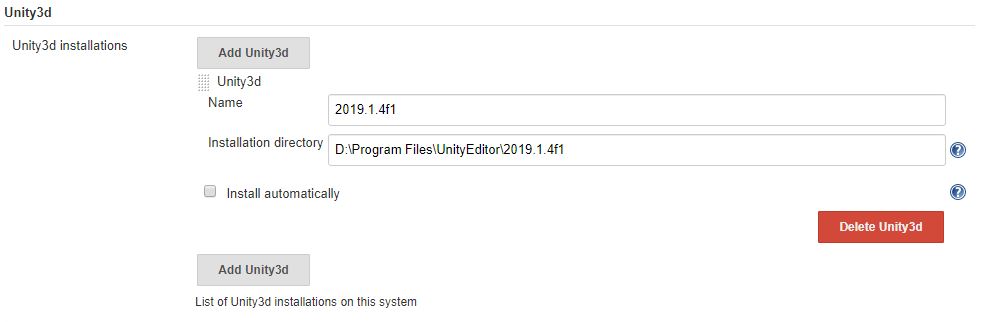 Unity3d
Unity3d installations
Add Unity3d
Unity3d
Name
2019.1.4f1
Installation directory
D:\Program Files\UnityEditor\2019.1.4f1
?
Install automatically
?
Delete Unity3d
Add Unity3d
List of Unity3d installations on this system